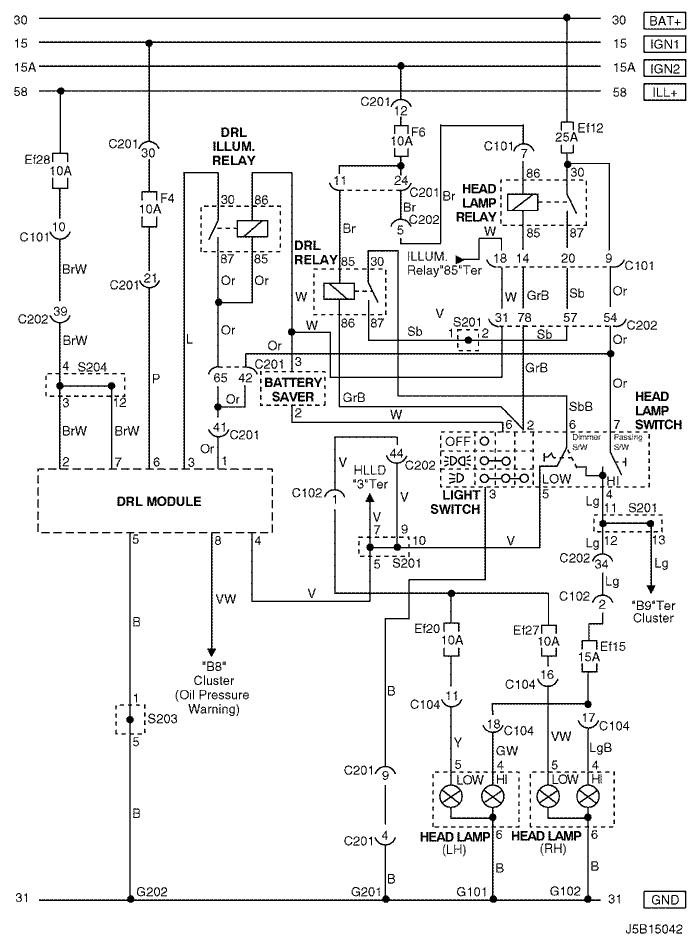 30 30 BAT+
15 15 IGN1
15A 15A IGN2
58 58 ILL+
C201 12
Ef12
25A
F6
10A
DRL
ILLUM.
RELAY
C201 30
C101 7
Ef28
10A
30 86
11 24 C201
86 30
HEAD
LAMP
RELAY
F4
10A
Br
Br
C202
5
10
C101
Br
85 87
W
87 85
DRL
RELAY
85 30
ILLUM.
Relay"85"Ter
18 14 20 9 C101
BrW
Or Or
C201 21
W
W GrB Sb Or
39
C202
86 87
V
S201
1 2
31 78 57 54 C202
BrW
L
Or
W
Sb
Sb
Or
Or
GrB
4 S204
P
C201
65 42
3
BATTERY
SAVER
2
GrB
SbB
Or
HEAD
LAMP
SWITCH
3 12
Or
41
C201
W
6 2 6 7
BrW BrW
Or
OFF
Dimmer
S/W
Passing
S/W
2 7 6 3 1
44
C202
V V
HLLD
"3"Ter
C102 1
LIGHT
SWITCH
LOW HI
3 5 4
DRL MODULE
Lg
11 S201
V
7 9
10
V
12 13
5 8 4
5 S201
Lg
C202 34
Lg
Lg
VW
V
C102 2
"B9"Ter
Cluster
B
Ef20
10A
Ef27
10A
Ef15
15A
"B8"
Cluster
(Oil Pressure
Warning)
B
11
C104
16
C104
1
S203
5
18 C104
17
C104
Y GW VW LgB
C201 9
5 4 5 4
LOW HI LOW HI
B
C201 4
HEAD LAMP
(LH)
6
HEAD LAMP
(RH)
6
B B B
31 G202 G201 G101 G102 31 GND
J5B15042